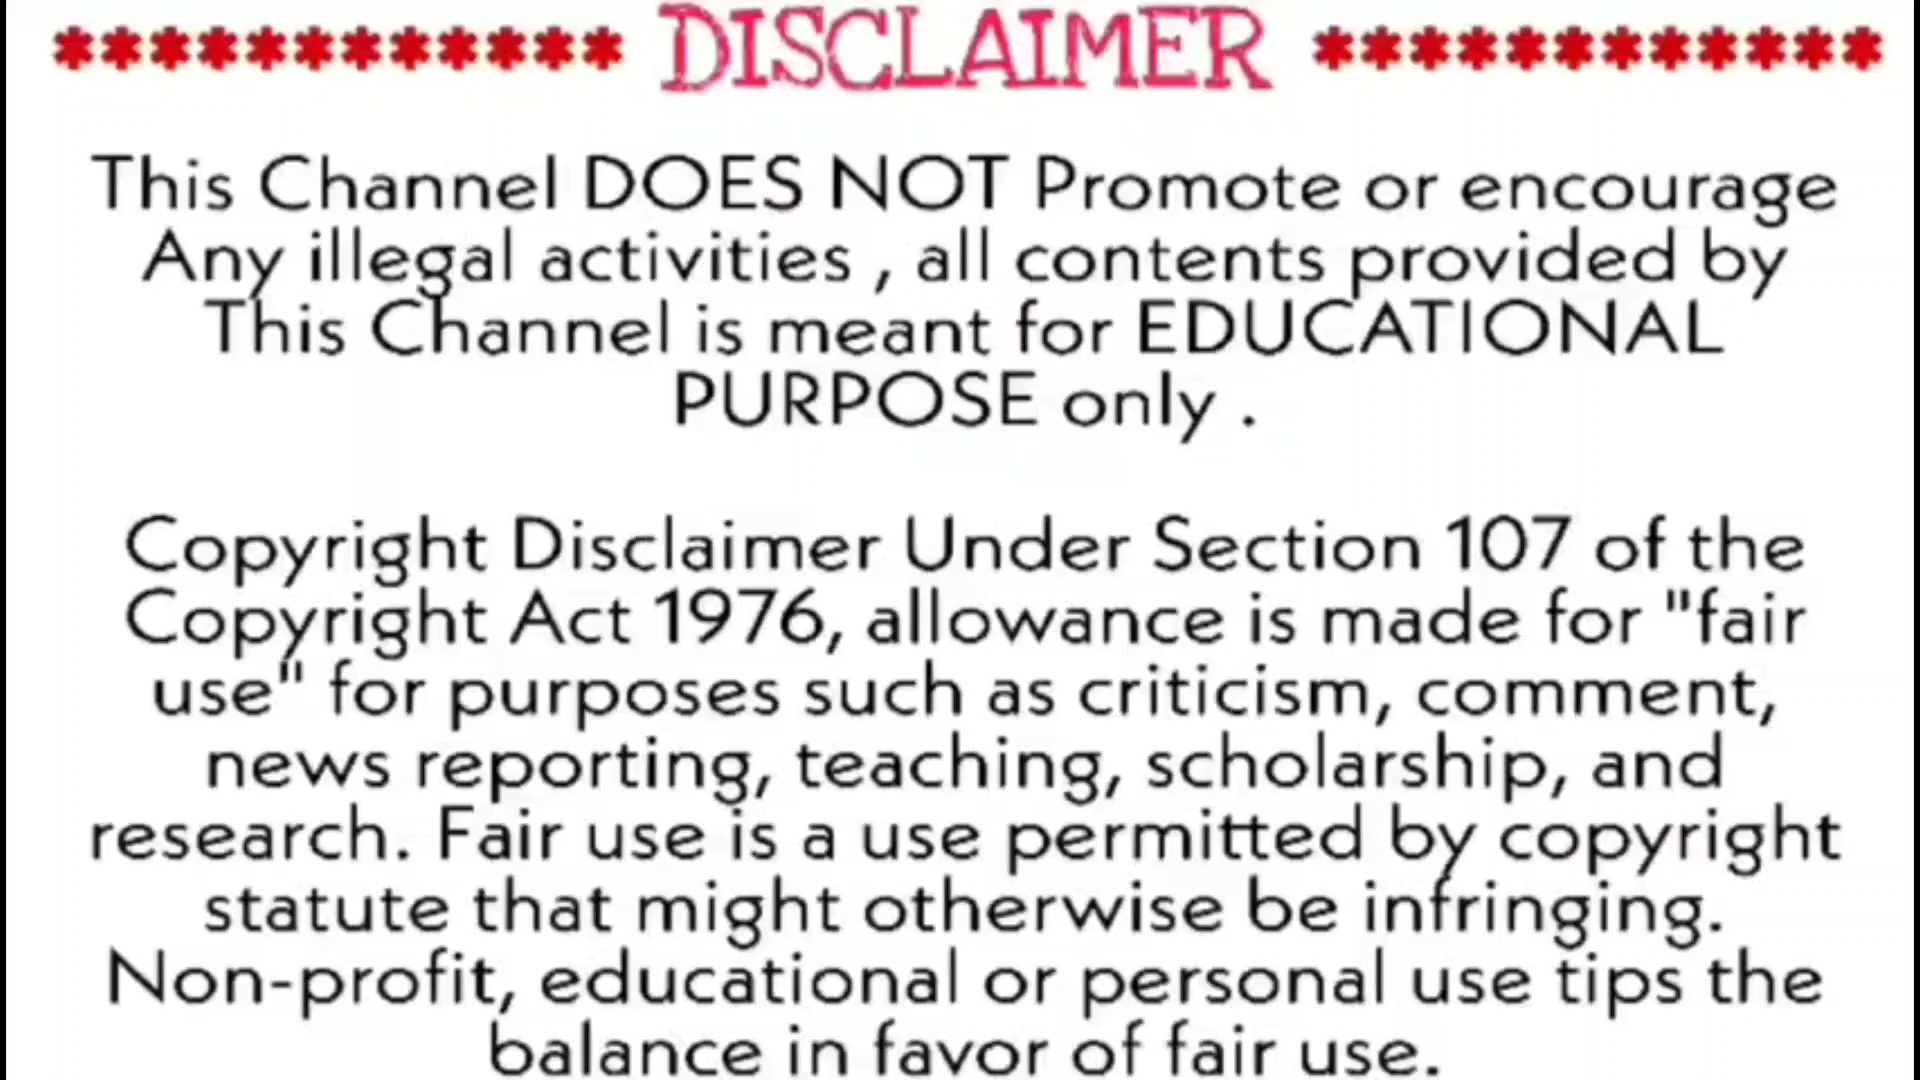 ************ DISCLAIMER ************
This Channel DOES NOT Promote or encourage
Any illegal activities , all contents provided by
This Channel is meant for EDUCATIONAL
PURPOSE only .
Copyright Disclaimer Under Section 107 of the
Copyright Act 1976, allowance is made for "fair
use" for purposes such as criticism, comment,
news reporting, teaching, scholarship, and
research. Fair use is a use permitted by copyright
statute that might otherwise be infringing.
Non-profit, educational or personal use tips the
balance in favor of fair use.